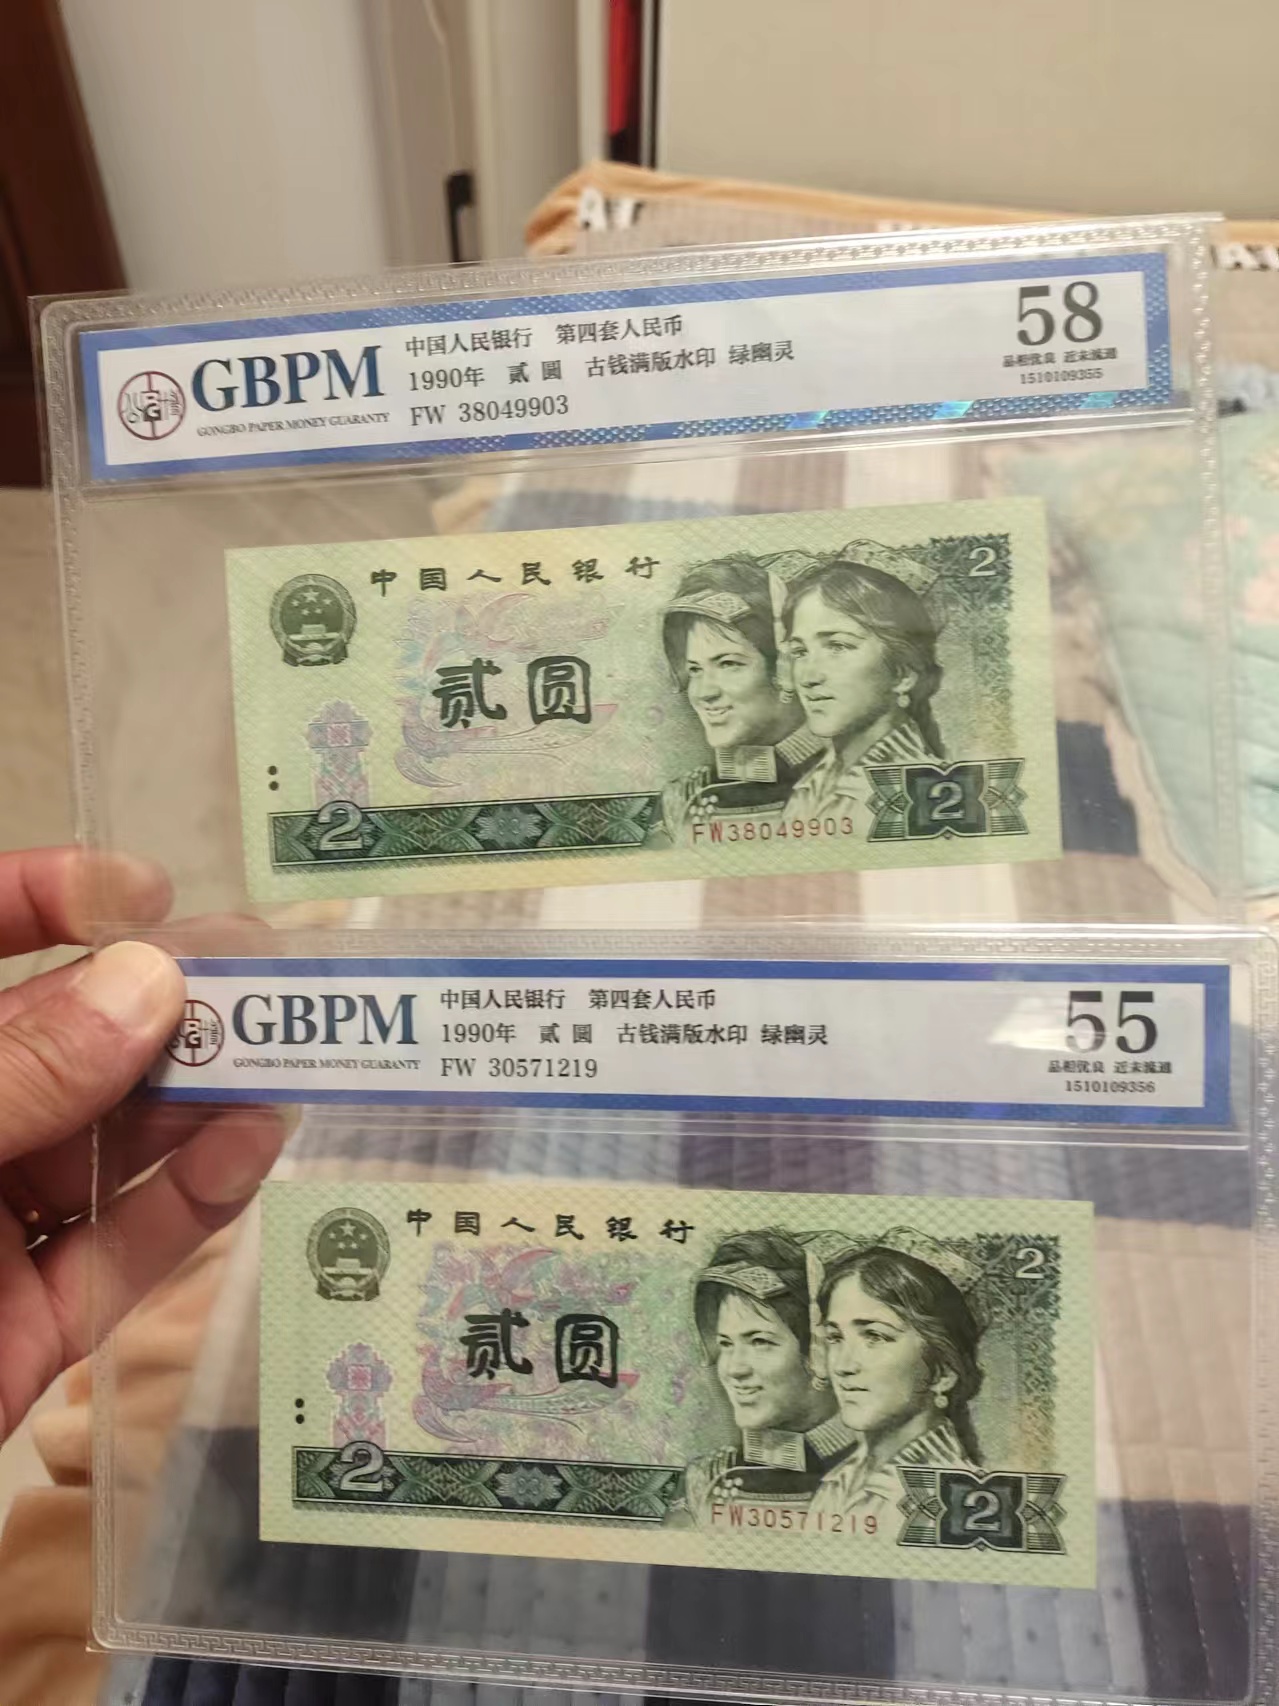 GBPM
GONGBO PAPER MONEY GUARANTY
中国人民银行 第四套人民币
1990年 贰 圆 古钱满版水印 绿幽灵
FW 38049903
58
品相优良 近未流通
1510109355
中国人民银行
2
贰圆
2
FW38049903
2
GBPM
GONGBO PAPER MONEY GUARANTY
中国人民银行 第四套人民币
1990年 贰 圆 古钱满版水印 绿幽灵
FW 30571219
55
品相优良 近未流通
1510109356
中国人民银行
2
贰圆
2
FW30571219
2